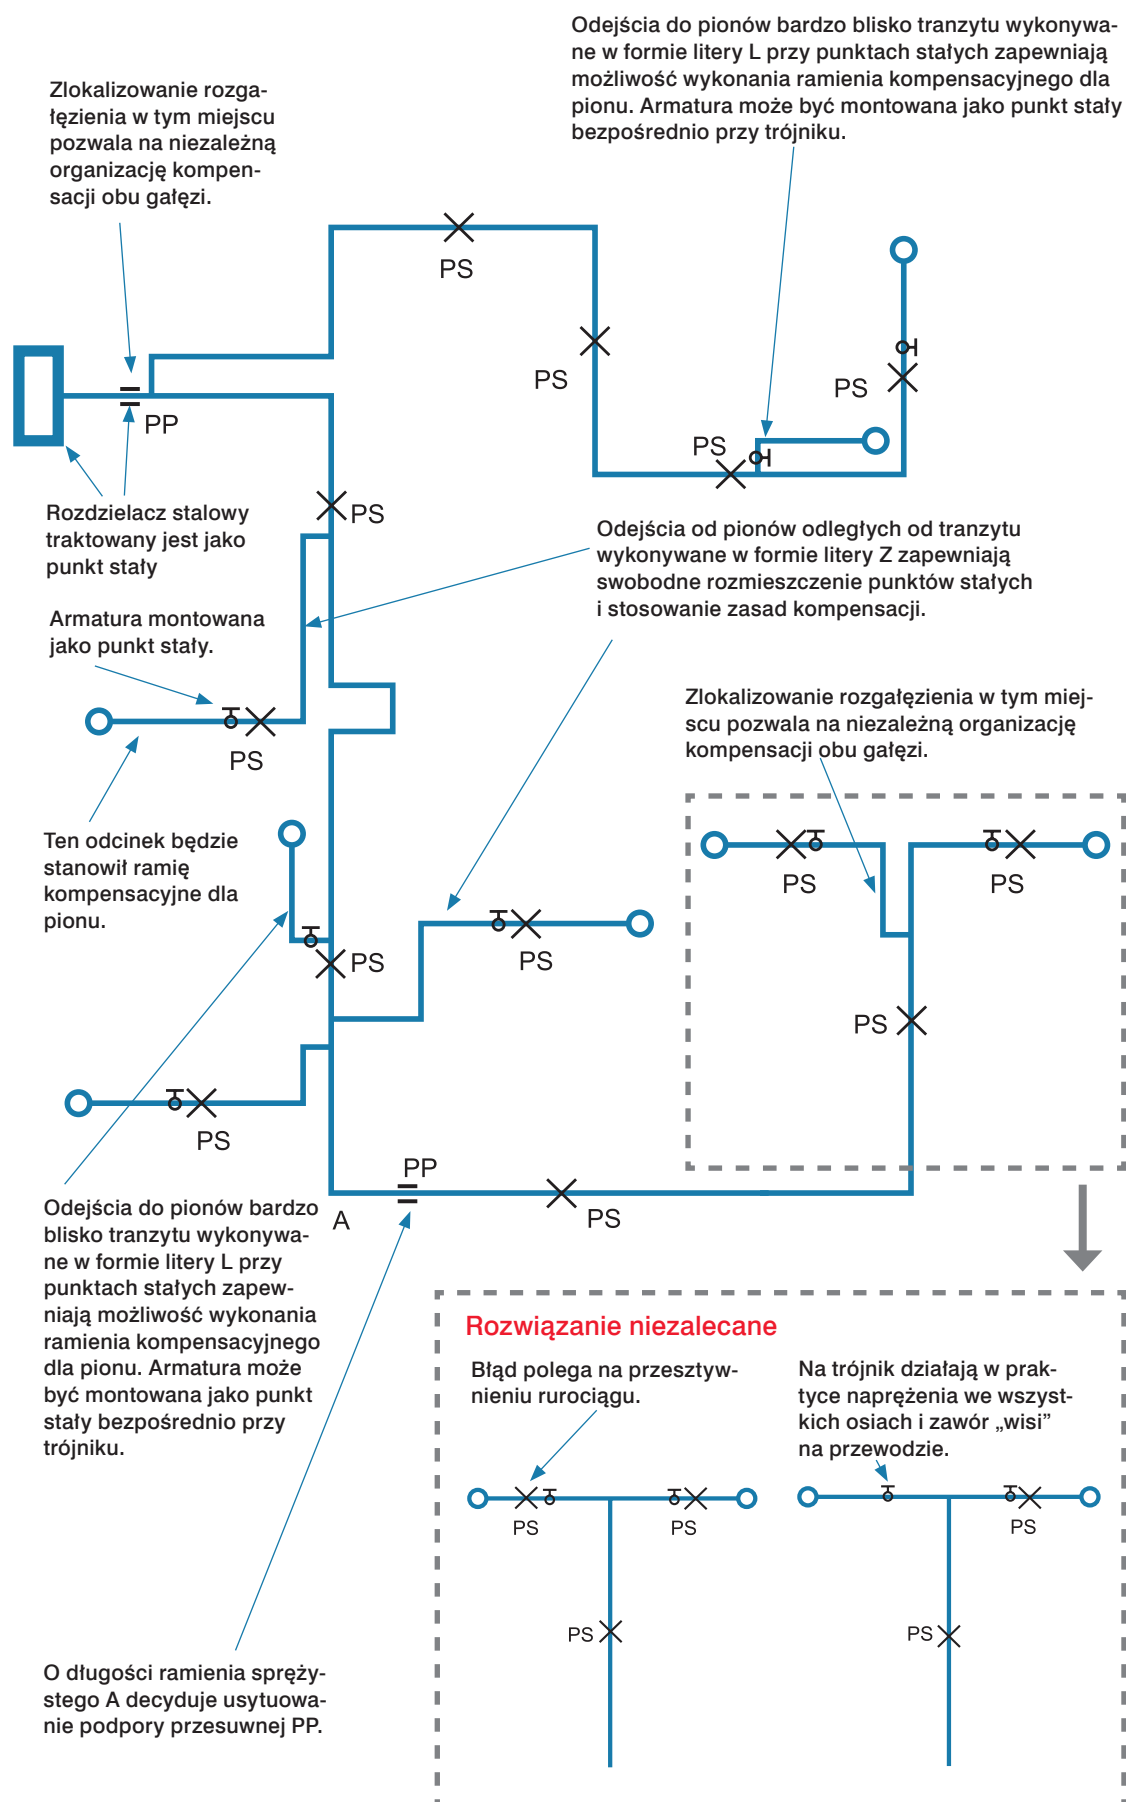 Odejścia do pionów bardzo blisko tranzytu wykonywa-
ne w formie litery L przy punktach stałych zapewniają
możliwość wykonania ramienia kompensacyjnego dla
pionu. Armatura może być montowana jako punkt stały
bezpośrednio przy trójniku.
Zlokalizowanie rozga-
łęzienia w tym miejscu
pozwala na niezależną
organizację kompen-
sacji obu gałęzi.
PS
PS
PS
PS
PP
Rozdzielacz stalowy
traktowany jest jako
punkt stały
PS
Odejścia od pionów odległych od tranzytu
wykonywane w formie litery Z zapewniają
swobodne rozmieszczenie punktów stałych
i stosowanie zasad kompensacji.
Armatura montowana
jako punkt stały.
PS
Zlokalizowanie rozgałęzienia w tym miej-
scu pozwala na niezależną organizację
kompensacji obu gałęzi.
Ten odcinek będzie
stanowił ramię
kompensacyjne dla
pionu.
PS
PS
PS
PS
PS
PS
PP
PS
A
Odejścia do pionów bardzo
blisko tranzytu wykonywa-
ne w formie litery L przy
punktach stałych zapew-
niają możliwość wykonania
ramienia kompensacyjnego
dla pionu. Armatura może
być montowana jako punkt
stały bezpośrednio przy
trójniku.
Rozwiązanie niezalecane
Błąd polega na przesztyw-
nieniu rurociągu.
Na trójnik działają w prak-
tyce naprężenia we wszyst-
kich osiach i zawór „wisi”
na przewodzie.
PS
PS
PS
PS
PS
O długości ramienia spręży-
stego A decyduje usytuowa-
nie podpory przesuwnej PP.